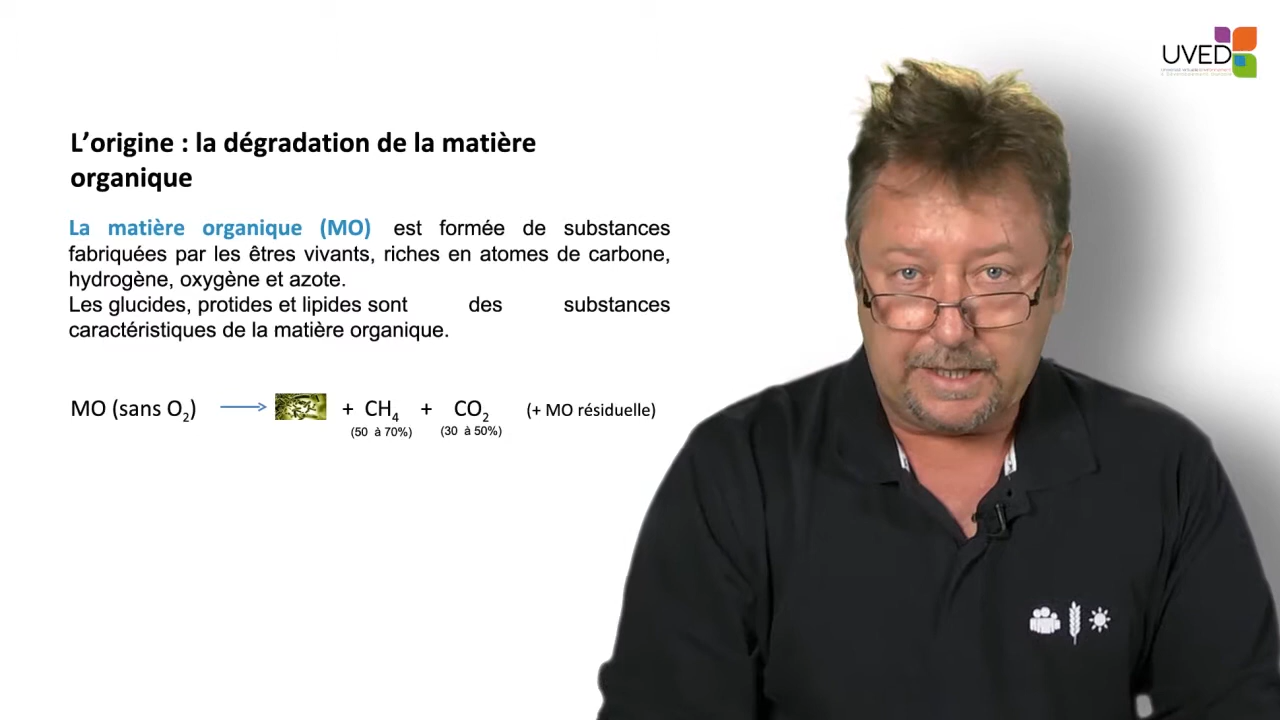 UVED
L’origine : la dégradation de la matière
organique
La matière organique (MO) est formée de substances
fabriquées par les êtres vivants, riches en atomes de carbone,
hydrogène, oxygène et azote.
Les glucides, protides et lipides sont des substances
caractéristiques de la matière organique.
MO (sans O₂) → + CH₄ + CO₂ (+ MO résiduelle)
(50 à 70%) (30 à 50%)